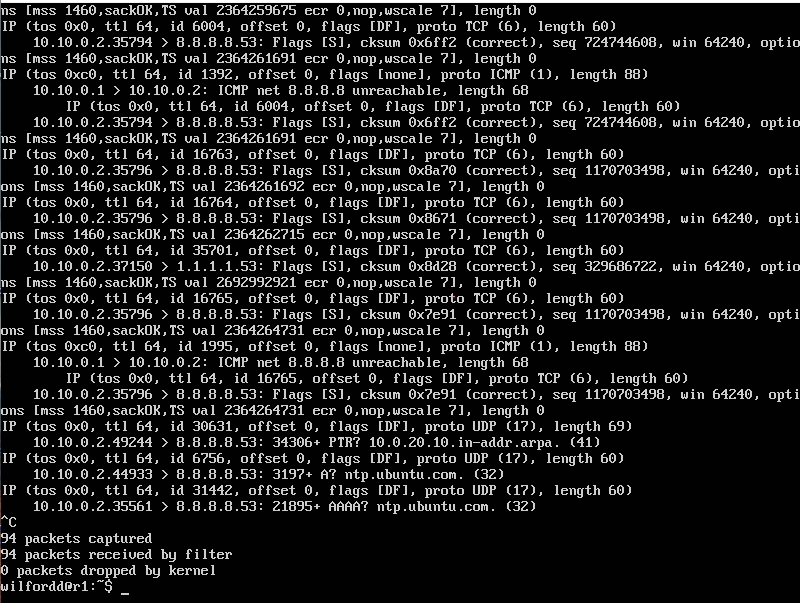 ns [mss 1460,sackOK,TS val 2364259675 ecr 0,nop,wscale 7], length 0
IP (tos 0x0, ttl 64, id 6004, offset 0, flags [DF], proto TCP (6), length 60)
    10.10.0.2.35794 > 8.8.8.8.53: Flags [S], cksum 0x6ff2 (correct), seq 724744608, win 64240, optio
ns [mss 1460,sackOK,TS val 2364261691 ecr 0,nop,wscale 7], length 0
IP (tos 0xc0, ttl 64, id 1392, offset 0, flags [none], proto ICMP (1), length 88)
    10.10.0.1 > 10.10.0.2: ICMP net 8.8.8.8 unreachable, length 68
        IP (tos 0x0, ttl 64, id 6004, offset 0, flags [DF], proto TCP (6), length 60)
    10.10.0.2.35794 > 8.8.8.8.53: Flags [S], cksum 0x6ff2 (correct), seq 724744608, win 64240, optio
ns [mss 1460,sackOK,TS val 2364261691 ecr 0,nop,wscale 7], length 0
IP (tos 0x0, ttl 64, id 16763, offset 0, flags [DF], proto TCP (6), length 60)
    10.10.0.2.35796 > 8.8.8.8.53: Flags [S], cksum 0x8a70 (correct), seq 1170703498, win 64240, opti
ons [mss 1460,sackOK,TS val 2364261692 ecr 0,nop,wscale 7], length 0
IP (tos 0x0, ttl 64, id 16764, offset 0, flags [DF], proto TCP (6), length 60)
    10.10.0.2.35796 > 8.8.8.8.53: Flags [S], cksum 0x8671 (correct), seq 1170703498, win 64240, opti
ons [mss 1460,sackOK,TS val 2364262715 ecr 0,nop,wscale 7], length 0
IP (tos 0x0, ttl 64, id 35701, offset 0, flags [DF], proto TCP (6), length 60)
    10.10.0.2.37150 > 1.1.1.1.53: Flags [S], cksum 0x8d28 (correct), seq 329686722, win 64240, optio
ns [mss 1460,sackOK,TS val 2692992921 ecr 0,nop,wscale 7], length 0
IP (tos 0x0, ttl 64, id 16765, offset 0, flags [DF], proto TCP (6), length 60)
    10.10.0.2.35796 > 8.8.8.8.53: Flags [S], cksum 0x7e91 (correct), seq 1170703498, win 64240, opti
ons [mss 1460,sackOK,TS val 2364264731 ecr 0,nop,wscale 7], length 0
IP (tos 0xc0, ttl 64, id 1995, offset 0, flags [none], proto ICMP (1), length 88)
    10.10.0.1 > 10.10.0.2: ICMP net 8.8.8.8 unreachable, length 68
        IP (tos 0x0, ttl 64, id 16765, offset 0, flags [DF], proto TCP (6), length 60)
    10.10.0.2.35796 > 8.8.8.8.53: Flags [S], cksum 0x7e91 (correct), seq 1170703498, win 64240, opti
ons [mss 1460,sackOK,TS val 2364264731 ecr 0,nop,wscale 7], length 0
IP (tos 0x0, ttl 64, id 30631, offset 0, flags [DF], proto UDP (17), length 69)
    10.10.0.2.49244 > 8.8.8.8.53: 34306+ PTR? 10.0.20.10.in-addr.arpa. (41)
IP (tos 0x0, ttl 64, id 6756, offset 0, flags [DF], proto UDP (17), length 60)
    10.10.0.2.44933 > 8.8.8.8.53: 3197+ A? ntp.ubuntu.com. (32)
IP (tos 0x0, ttl 64, id 31442, offset 0, flags [DF], proto UDP (17), length 60)
    10.10.0.2.35561 > 8.8.8.8.53: 21895+ AAAA? ntp.ubuntu.com. (32)
^C
94 packets captured
94 packets received by filter
0 packets dropped by kernel
wilfordd@r1:~$ _